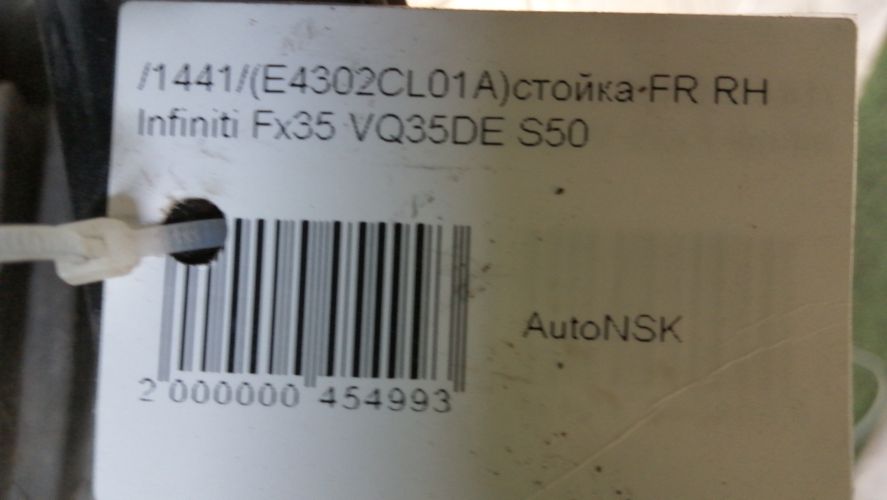 /1441/(E4302CL01A)стойка FR RH
Infiniti Fx35 VQ35DE S50
AutoNSK
2 000000 454993